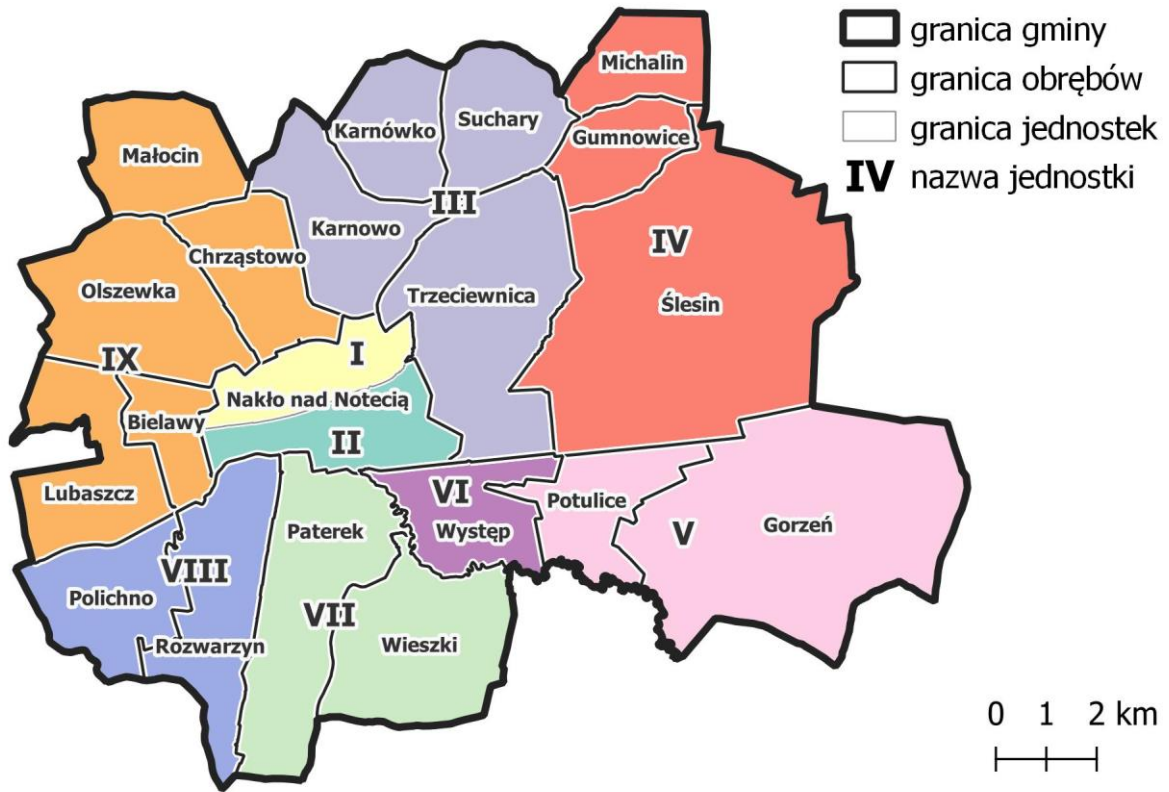 granica gminy
granica obrębów
granica jednostek
IV nazwa jednostki
Michalin
Suchary
Karnówko
Gumnowice
Małocin
III
Karnowo
IV
Chrząstowo
Olszewka
Trzeciewnica
Ślesin
I
IX
Nakło nad Notecią
Bielawy
II
Lubaszcz
VI
Potulice
Paterek
Występ
V
Gorzeń
VIII
Polichno
VII
Rozwarzyn
Wieszki
0 1 2 km